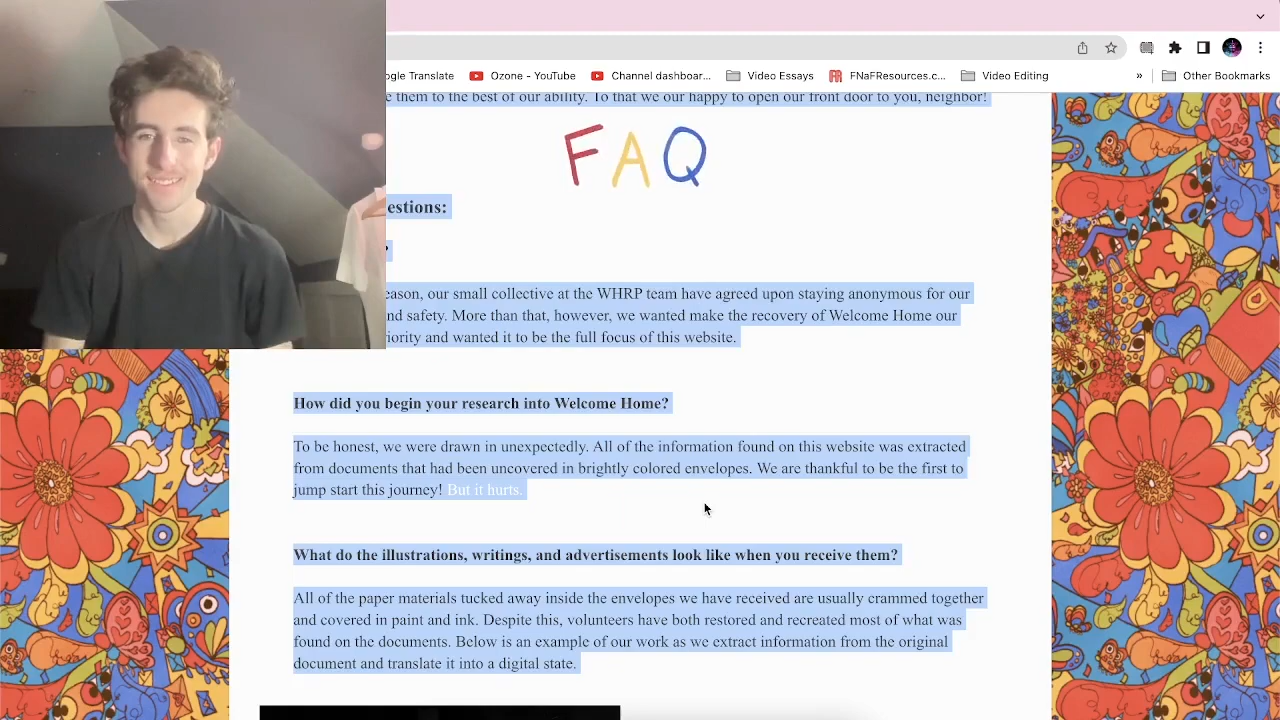 ogle Translate
Ozone - YouTube
Channel dashboar...
Video Essays
FNaFResources.c...
Video Editing
»
Other Bookmarks
e them to the best of our ability. To that we our happy to open our front door to you, neighbor!
FAQ
estions:
?
eason, our small collective at the WHRP team have agreed upon staying anonymous for our
nd safety. More than that, however, we wanted make the recovery of Welcome Home our
iority and wanted it to be the full focus of this website.
How did you begin your research into Welcome Home?
To be honest, we were drawn in unexpectedly. All of the information found on this website was extracted
from documents that had been uncovered in brightly colored envelopes. We are thankful to be the first to
jump start this journey! But it hurts.
What do the illustrations, writings, and advertisements look like when you receive them?
All of the paper materials tucked away inside the envelopes we have received are usually crammed together
and covered in paint and ink. Despite this, volunteers have both restored and recreated most of what was
found on the documents. Below is an example of our work as we extract information from the original
document and translate it into a digital state.